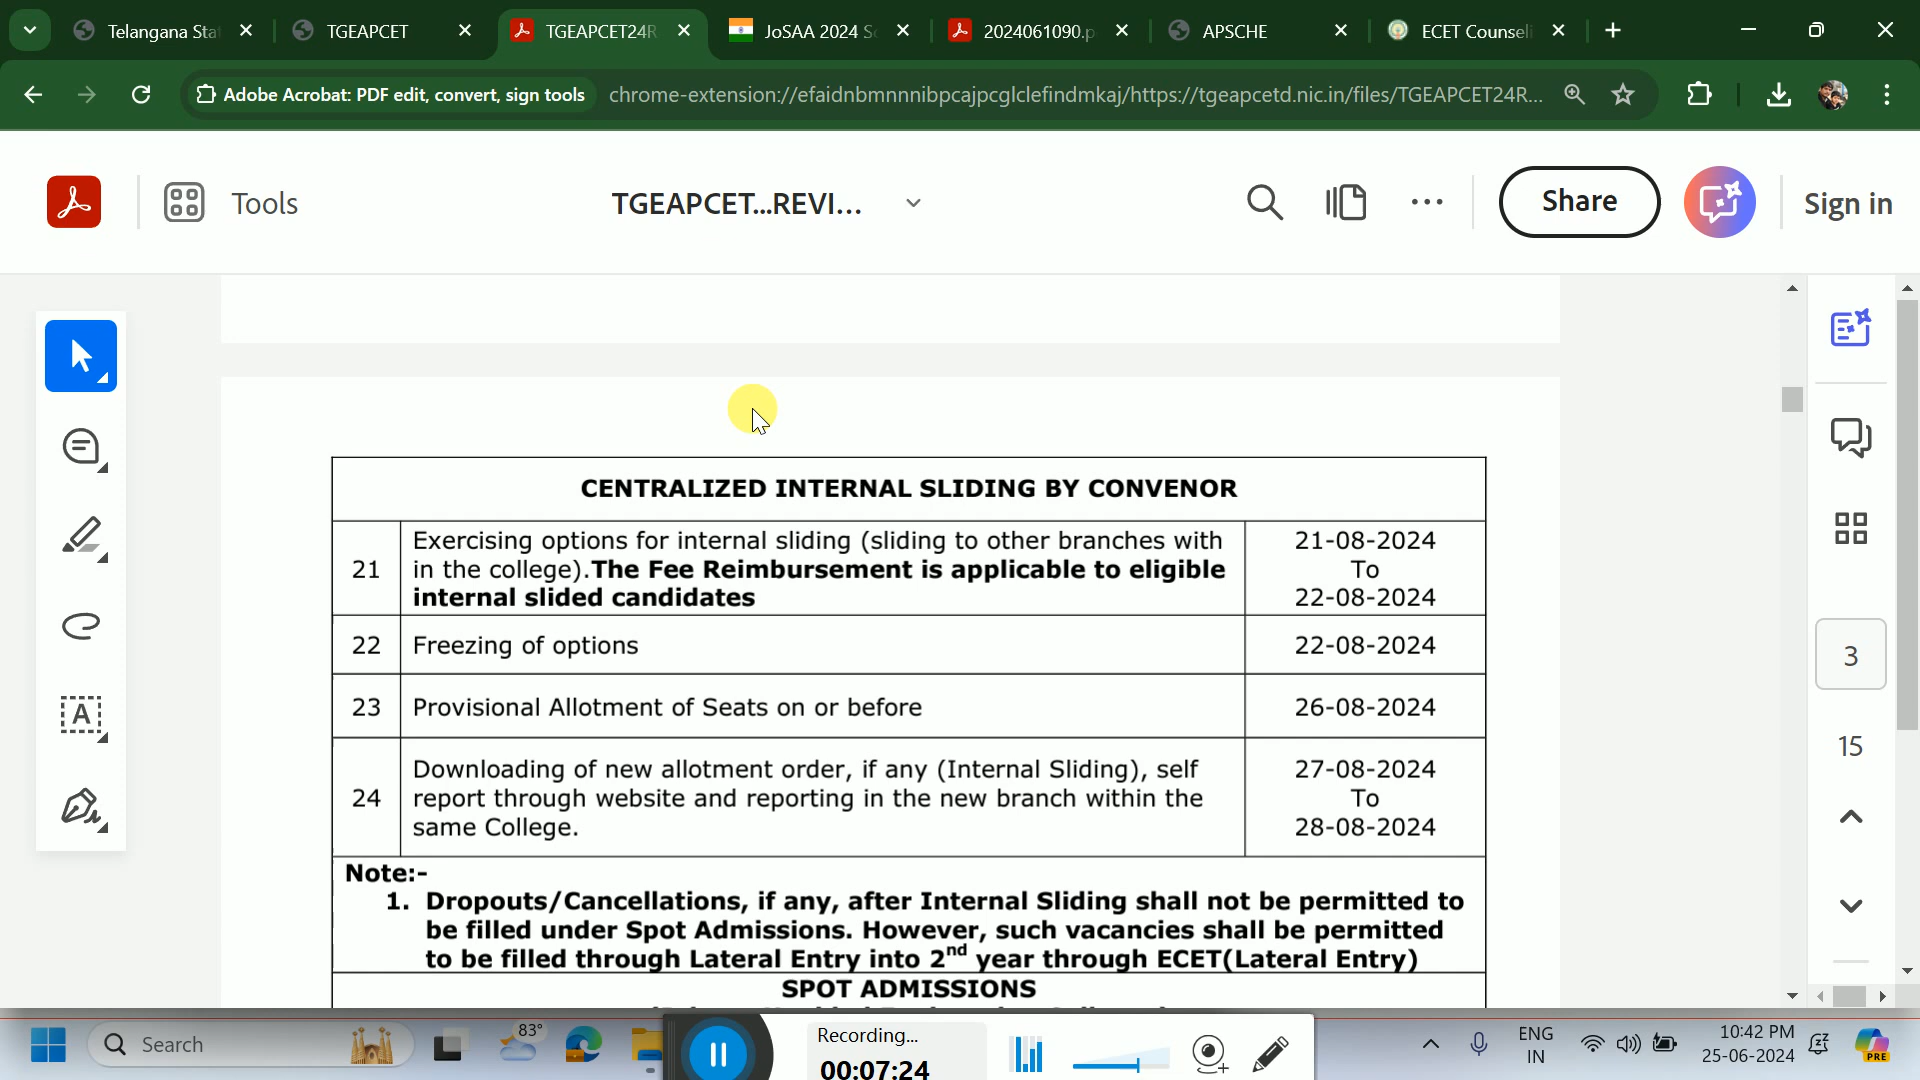 Telangana Sta
TGEAPCET
TGEAPCET24R
JoSAA 2024 S
2024061090.p
APSCHE
ECET Counseli
Adobe Acrobat: PDF edit, convert, sign tools
chrome-extension://efaidnbmnnnibpcajpcglclefindmkaj/https://tgeapcetd.nic.in/files/TGEAPCET24R...
Tools
TGEAPCET...REVI...
Share
Sign in
CENTRALIZED INTERNAL SLIDING BY CONVENOR
21
Exercising options for internal sliding (sliding to other branches with
in the college).The Fee Reimbursement is applicable to eligible
internal slided candidates
21-08-2024
To
22-08-2024
22
Freezing of options
22-08-2024
23
Provisional Allotment of Seats on or before
26-08-2024
24
Downloading of new allotment order, if any (Internal Sliding), self
report through website and reporting in the new branch within the
same College.
27-08-2024
To
28-08-2024
Note:-
1. Dropouts/Cancellations, if any, after Internal Sliding shall not be permitted to
be filled under Spot Admissions. However, such vacancies shall be permitted
to be filled through Lateral Entry into 2nd year through ECET(Lateral Entry)
SPOT ADMISSIONS
A
3
15
Search
83°
Recording...
00:07:24
ENG
IN
10:42 PM
25-06-2024
PRE